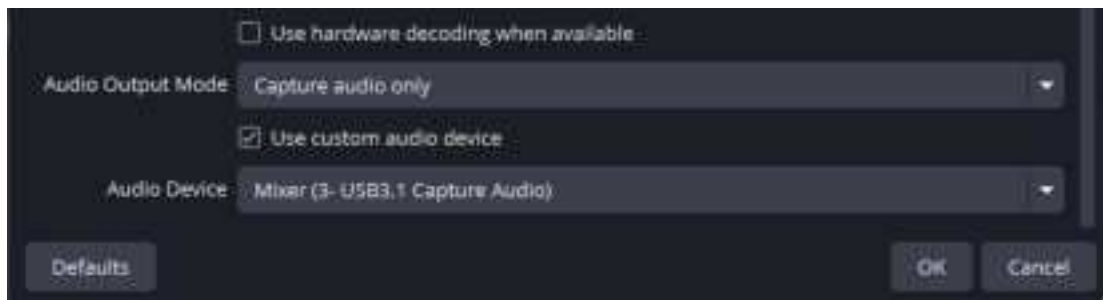 Use hardware decoding when available
Audio Output Mode Capture audio only
Use custom audio device
Audio Device Mixer (3- USB3.1 Capture Audio)
Defaults OK Cancel